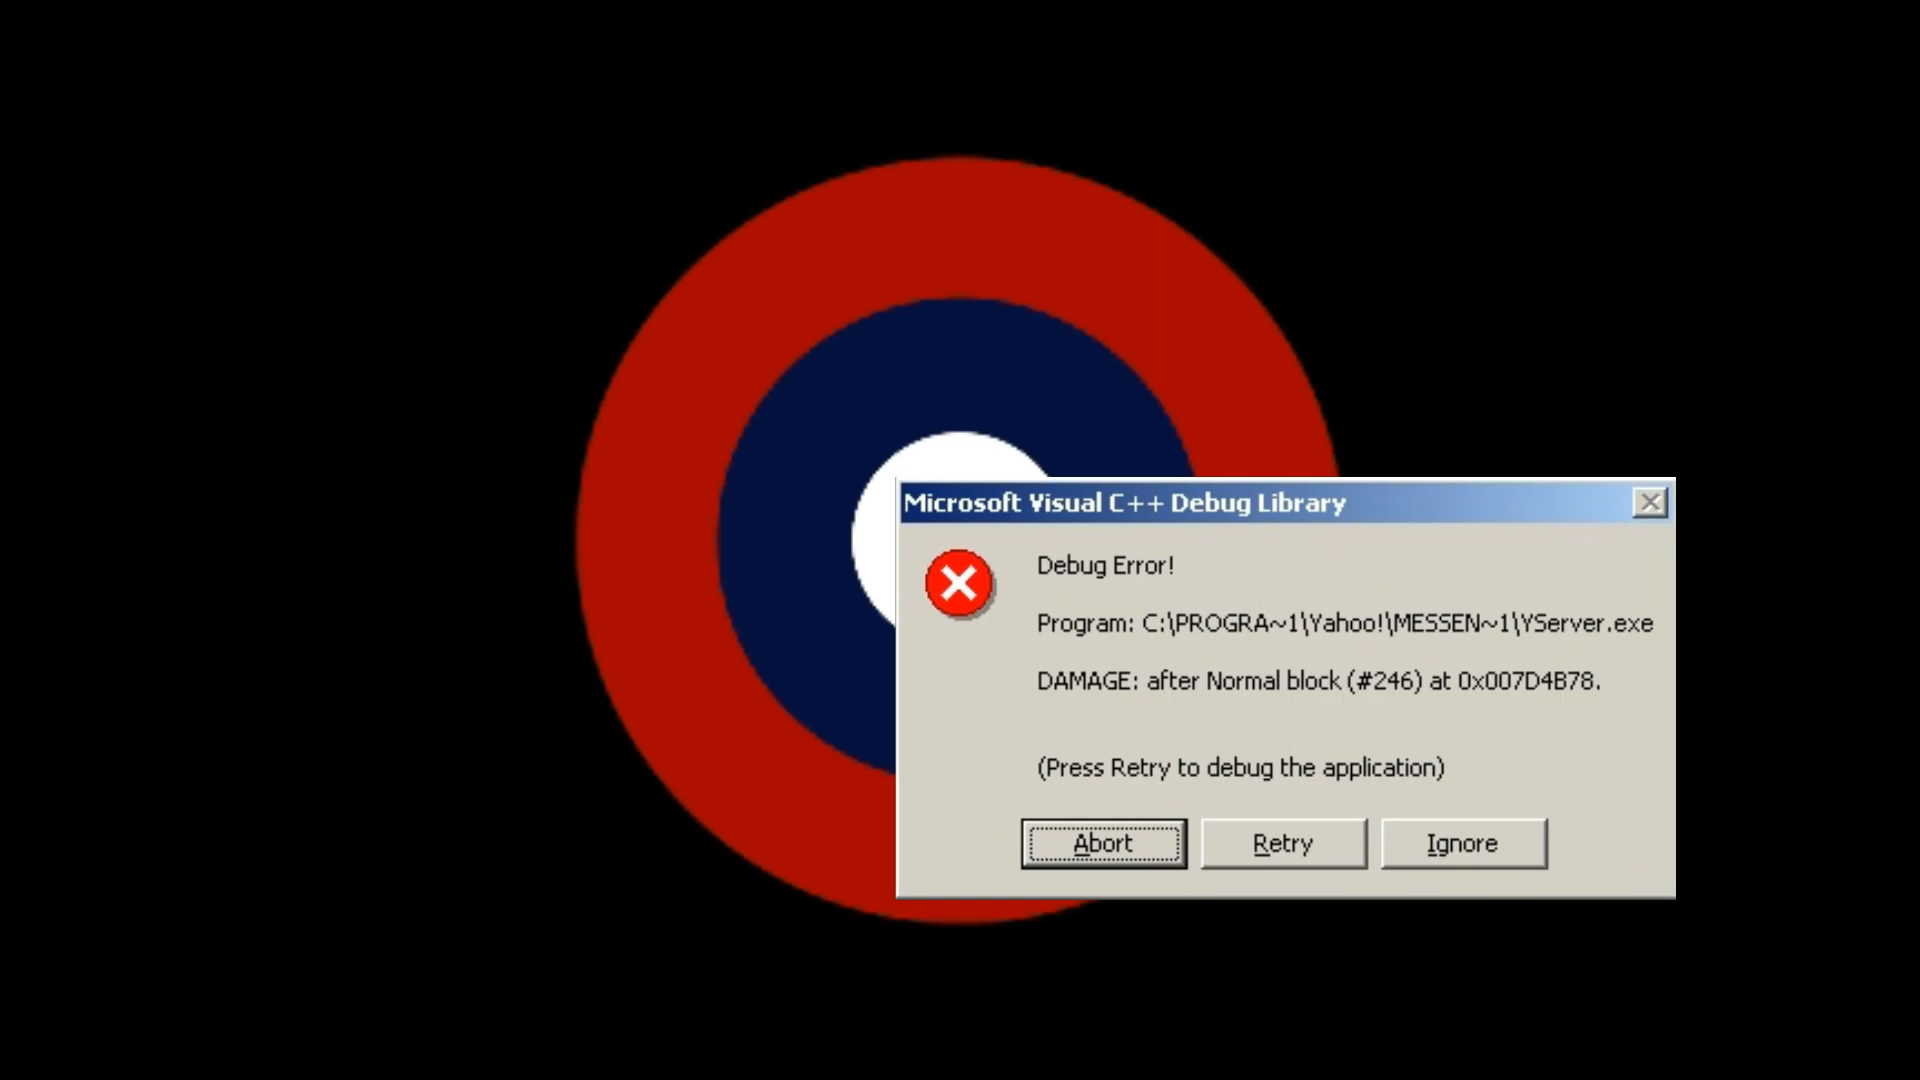 Microsoft Visual C++ Debug Library
Debug Error!
Program: C:\PROGRA~1\Yahoo!\MESSEN~1\YServer.exe
DAMAGE: after Normal block (#246) at 0x007D4B78.
(Press Retry to debug the application)
Abort
Retry
Ignore